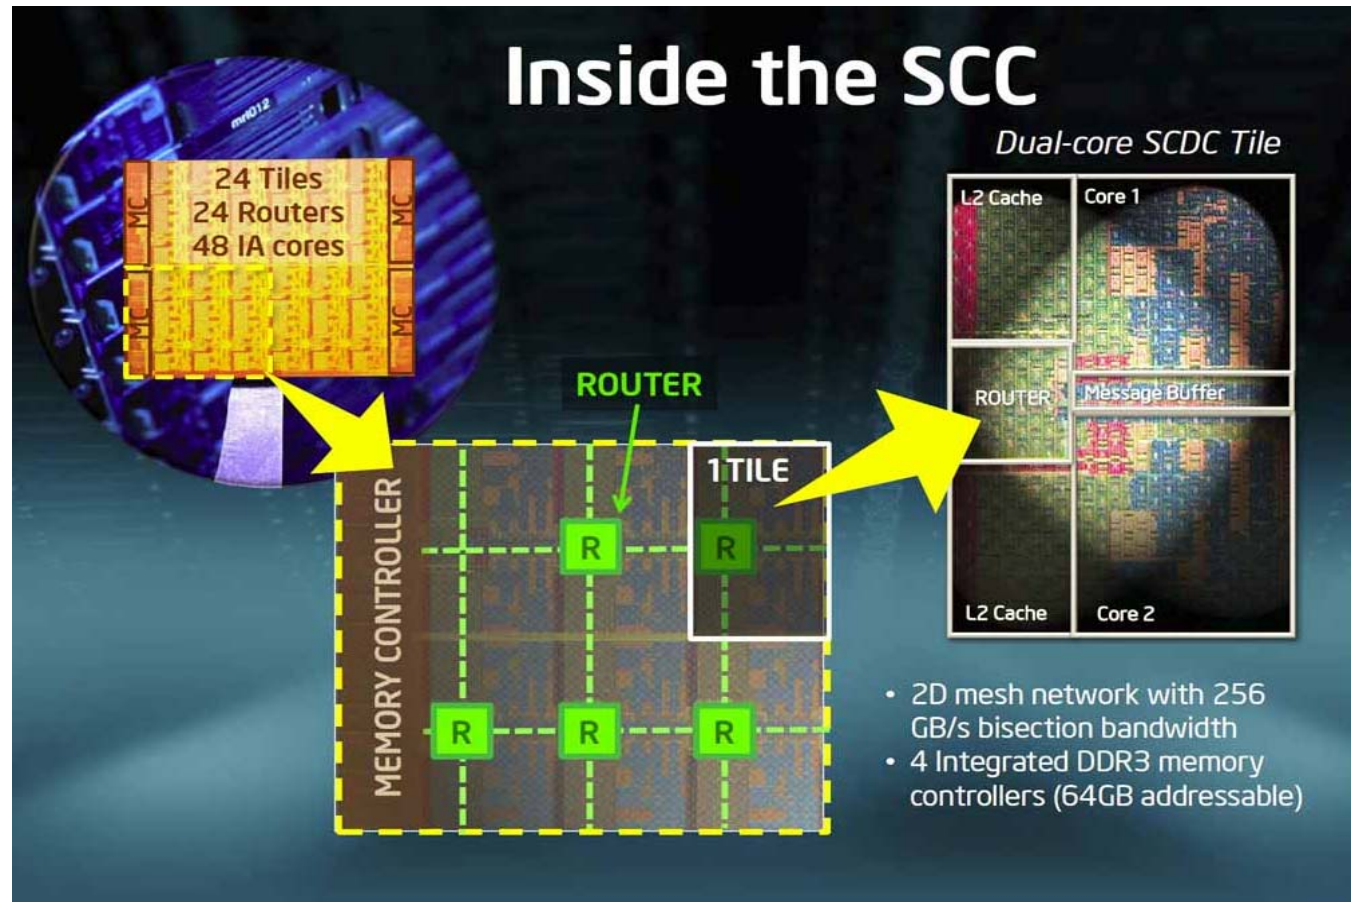 Inside the SCC
mrl012
24 Tiles
24 Routers
48 IA cores
MC
MC
MC
MC
Dual-core SCDC Tile
L2 Cache
Core 1
ROUTER
Message Buffer
L2 Cache
Core 2
ROUTER
1 TILE
MEMORY CONTROLLER
R
R
R
R
R
• 2D mesh network with 256
GB/s bisection bandwidth
• 4 Integrated DDR3 memory
controllers (64GB addressable)